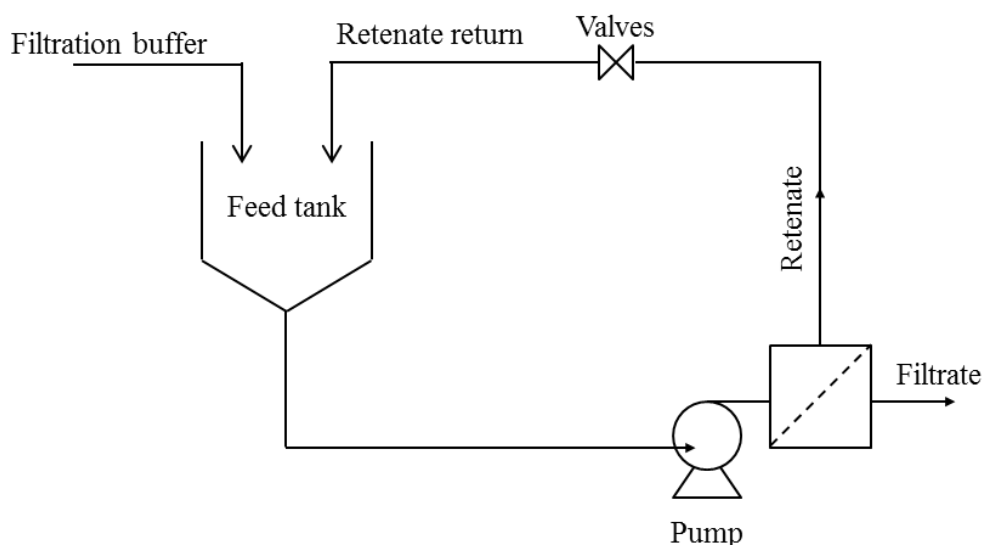 Filtration buffer
Retenate return
Valves
Feed tank
Retenate
Filtrate
Pump